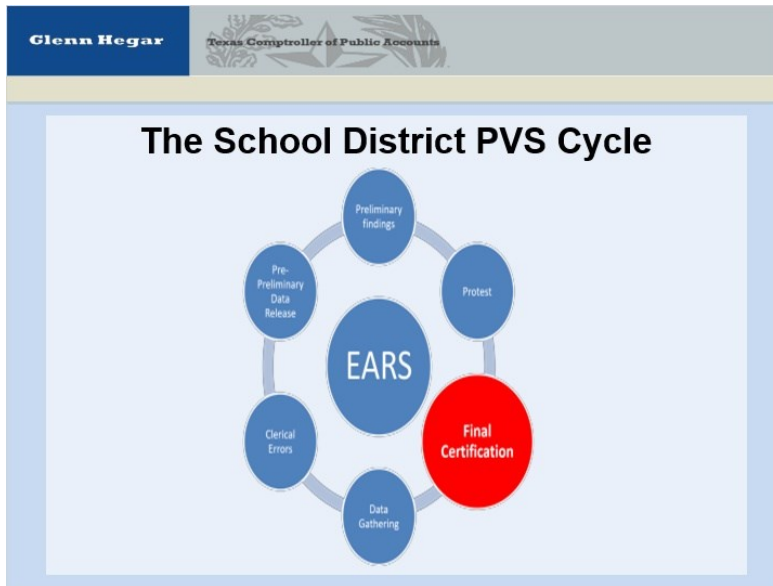 Glenn Hegar
Texas Comptroller of Public Accounts
The School District PVS Cycle
Preliminary
findings
Pre-
Preliminary
Data
Release
Protest
EARS
Clerical
Errors
Final
Certification
Data
Gathering